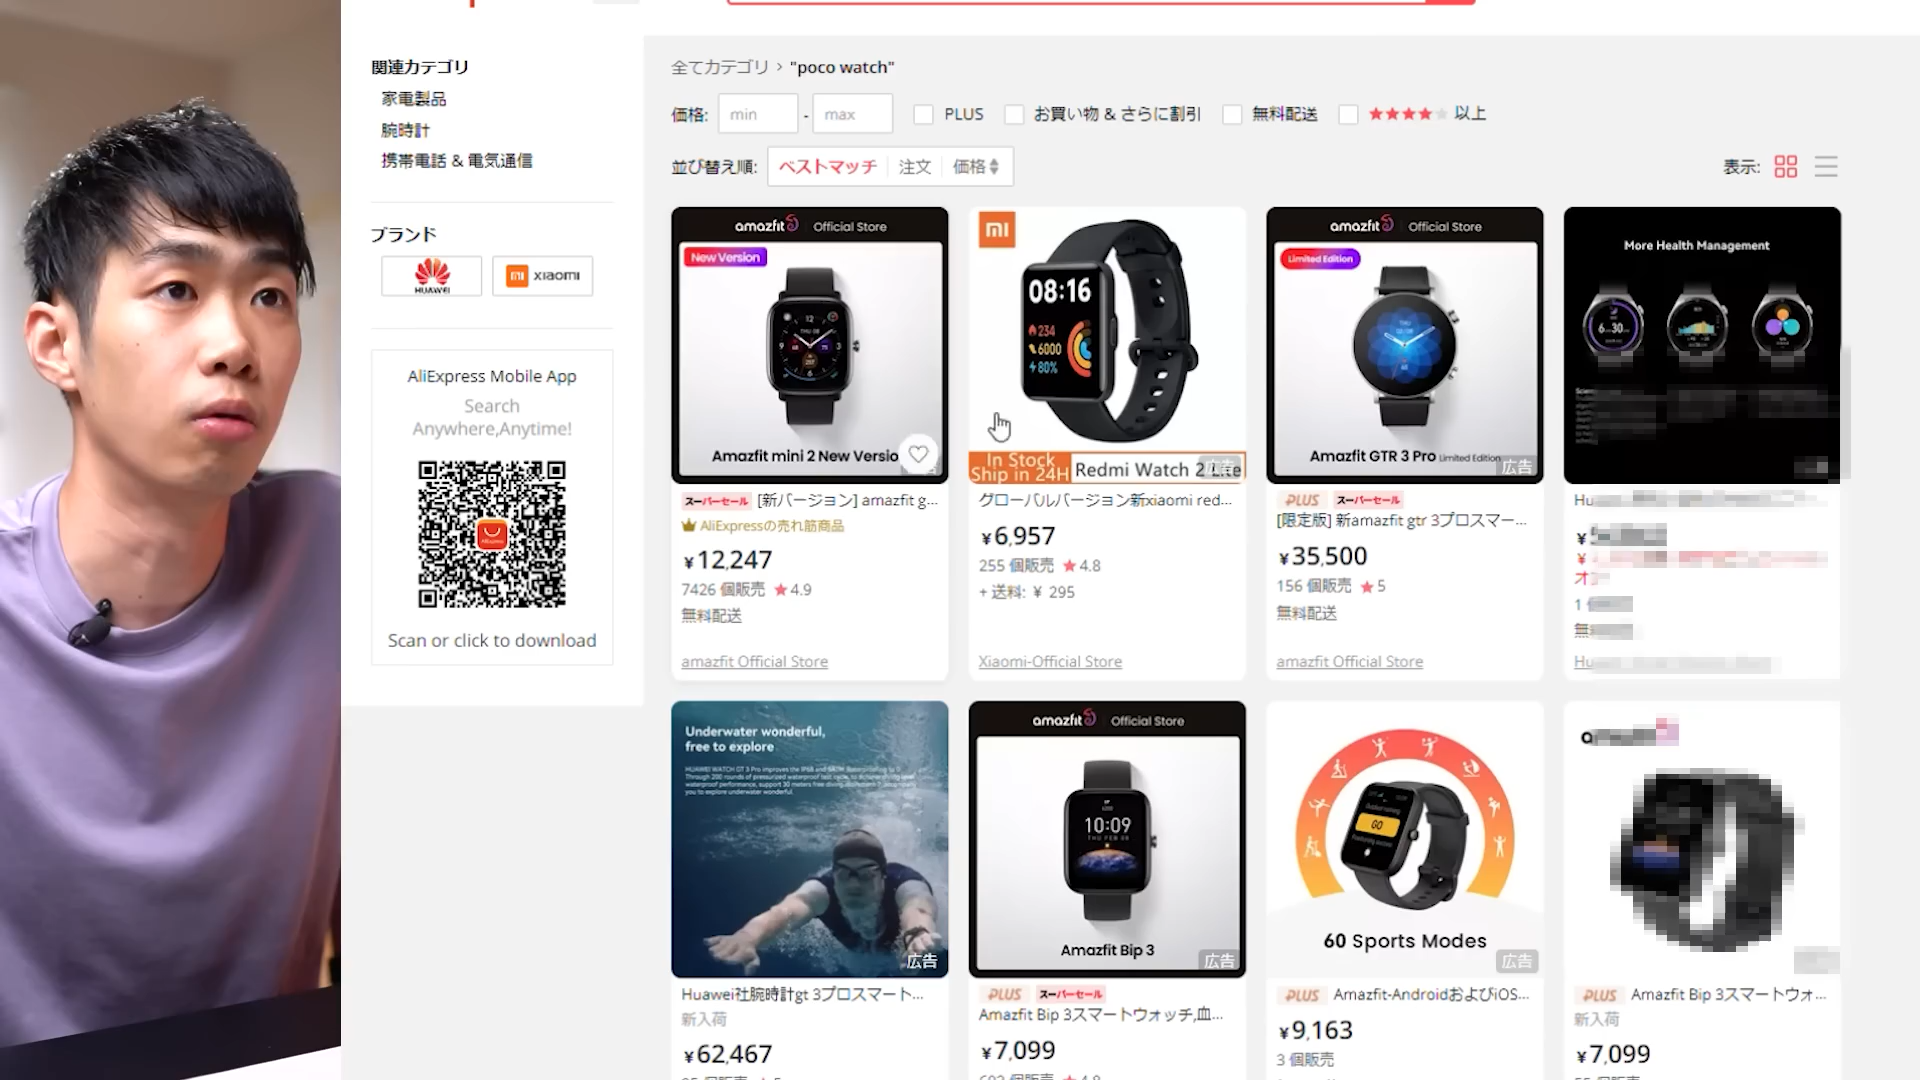 関連カテゴリ
家電製品
腕時計
携帯電話 & 電気通信
ブランド
HUAWEI
mi xiaomi
AliExpress Mobile App
Search
Anywhere,Anytime!
Scan or click to download
全てカテゴリ > "poco watch"
価格: min - max PLUS お買い物 & さらに割引 無料配送 以上
並び替え順: ベストマッチ 注文 価格
表示:
amazfit Official Store
New Version
Amazfit mini 2 New Versio
スーパーセール [新バージョン] amazfit g...
AliExpressの売れ筋商品
¥12,247
7426 個販売 ★4.9
無料配送
amazfit Official Store
mi
08:16
234
6000
80%
In Stock
Ship in 24H
Redmi Watch 2 Lite
グローバルバージョン新xiaomi red...
¥6,957
255 個販売 ★4.8
+ 送料: ¥ 295
Xiaomi-Official Store
amazfit Official Store
Limited Edition
Amazfit GTR 3 Pro Limited Edition
広告
PLUS スーパーセール
[限定版] 新amazfit gtr 3プロスマー...
¥35,500
156 個販売 ★5
無料配送
amazfit Official Store
More Health Management
Underwater wonderful,
free to explore
広告
Huawei社腕時計gt 3プロスマート...
新入荷
¥62,467
amazfit Official Store
10:09
Amazfit Bip 3
広告
PLUS スーパーセール
Amazfit Bip 3スマートウォッチ,血...
¥7,099
GO
60 Sports Modes
広告
PLUS Amazfit-AndroidおよびiOS...
¥9,163
3 個販売
PLUS Amazfit Bip 3スマートウォ...
新入荷
¥7,099